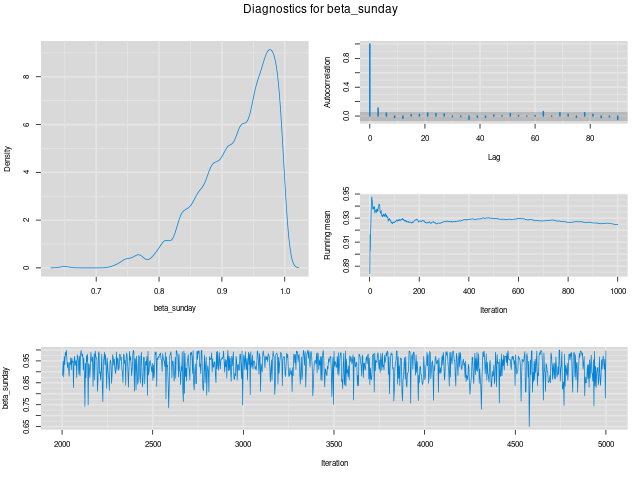 Diagnostics for beta_sunday
Density
0 2 4 6 8
0.7 0.8 0.9 1.0
beta_sunday
Autocorrelation
0.0 0.4 0.8
0 20 40 60 80
Lag
Running mean
0.89 0.91 0.93 0.95
0 200 400 600 800 1000
Iteration
beta_sunday
0.65 0.75 0.85 0.95
2000 2500 3000 3500 4000 4500 5000
Iteration